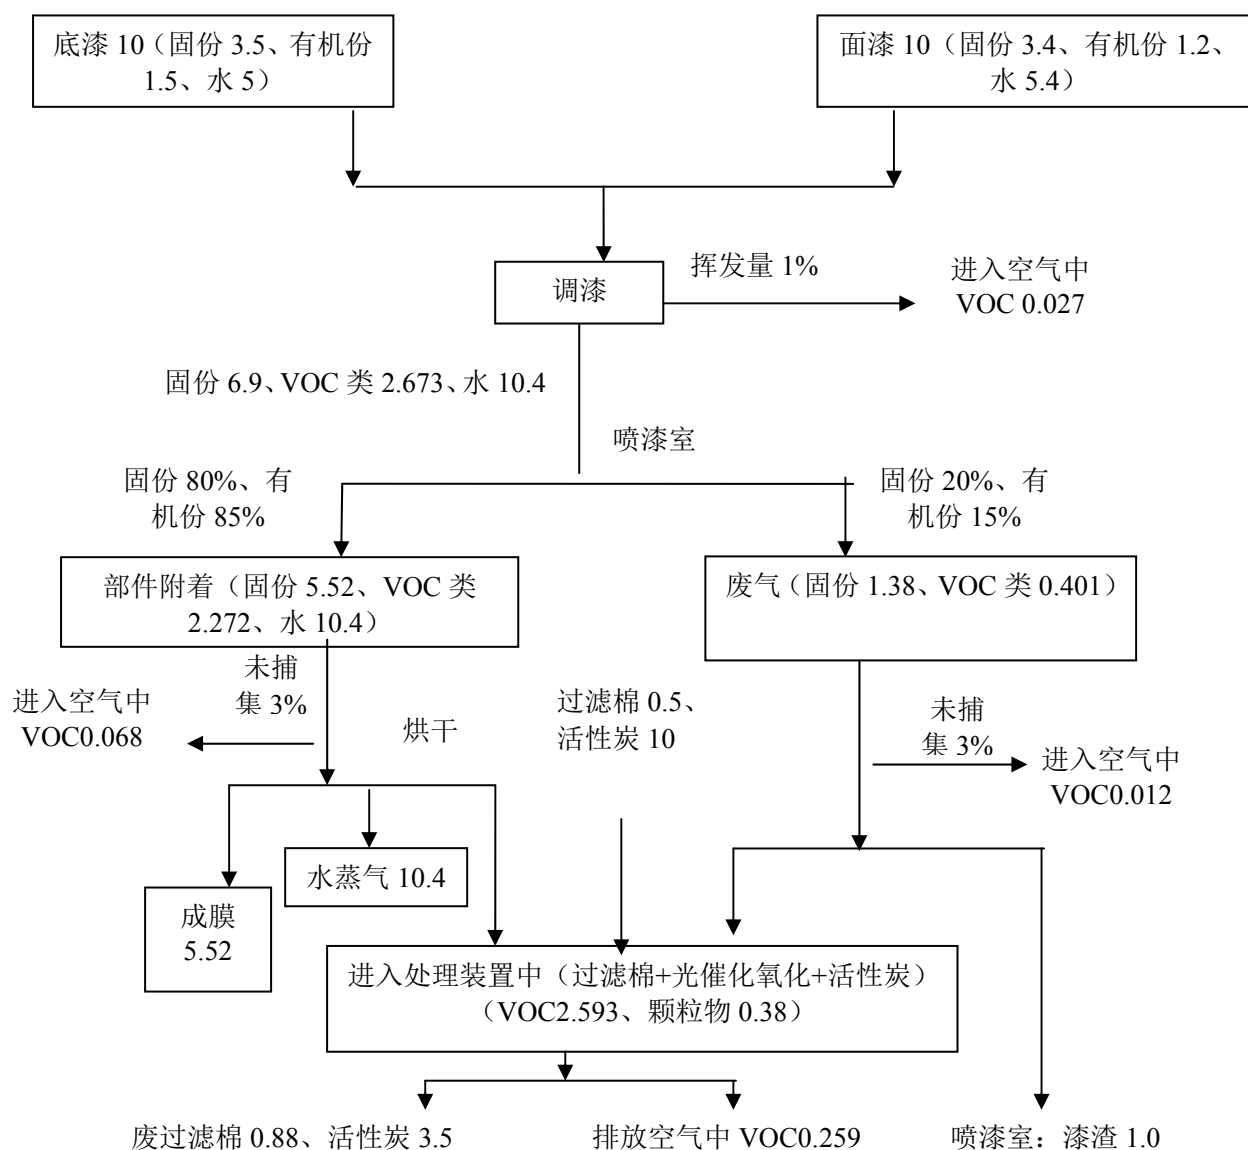 底漆 10（固份 3.5、有机份
1.5、水 5）
面漆 10（固份 3.4、有机份 1.2、
水 5.4）
调漆
挥发量 1%
进入空气中
VOC 0.027
固份 6.9、VOC 类 2.673、水 10.4
喷漆室
固份 80%、有
机份 85%
固份 20%、有
机份 15%
部件附着（固份 5.52、VOC 类
2.272、水 10.4）
废气（固份 1.38、VOC 类 0.401）
未捕
集 3%
进入空气中
VOC0.068
烘干
过滤棉 0.5、
活性炭 10
未捕
集 3%
进入空气中
VOC0.012
水蒸气 10.4
成膜
5.52
进入处理装置中（过滤棉+光催化氧化+活性炭）
（VOC2.593、颗粒物 0.38）
废过滤棉 0.88、活性炭 3.5
排放空气中 VOC0.259
喷漆室：漆渣 1.0